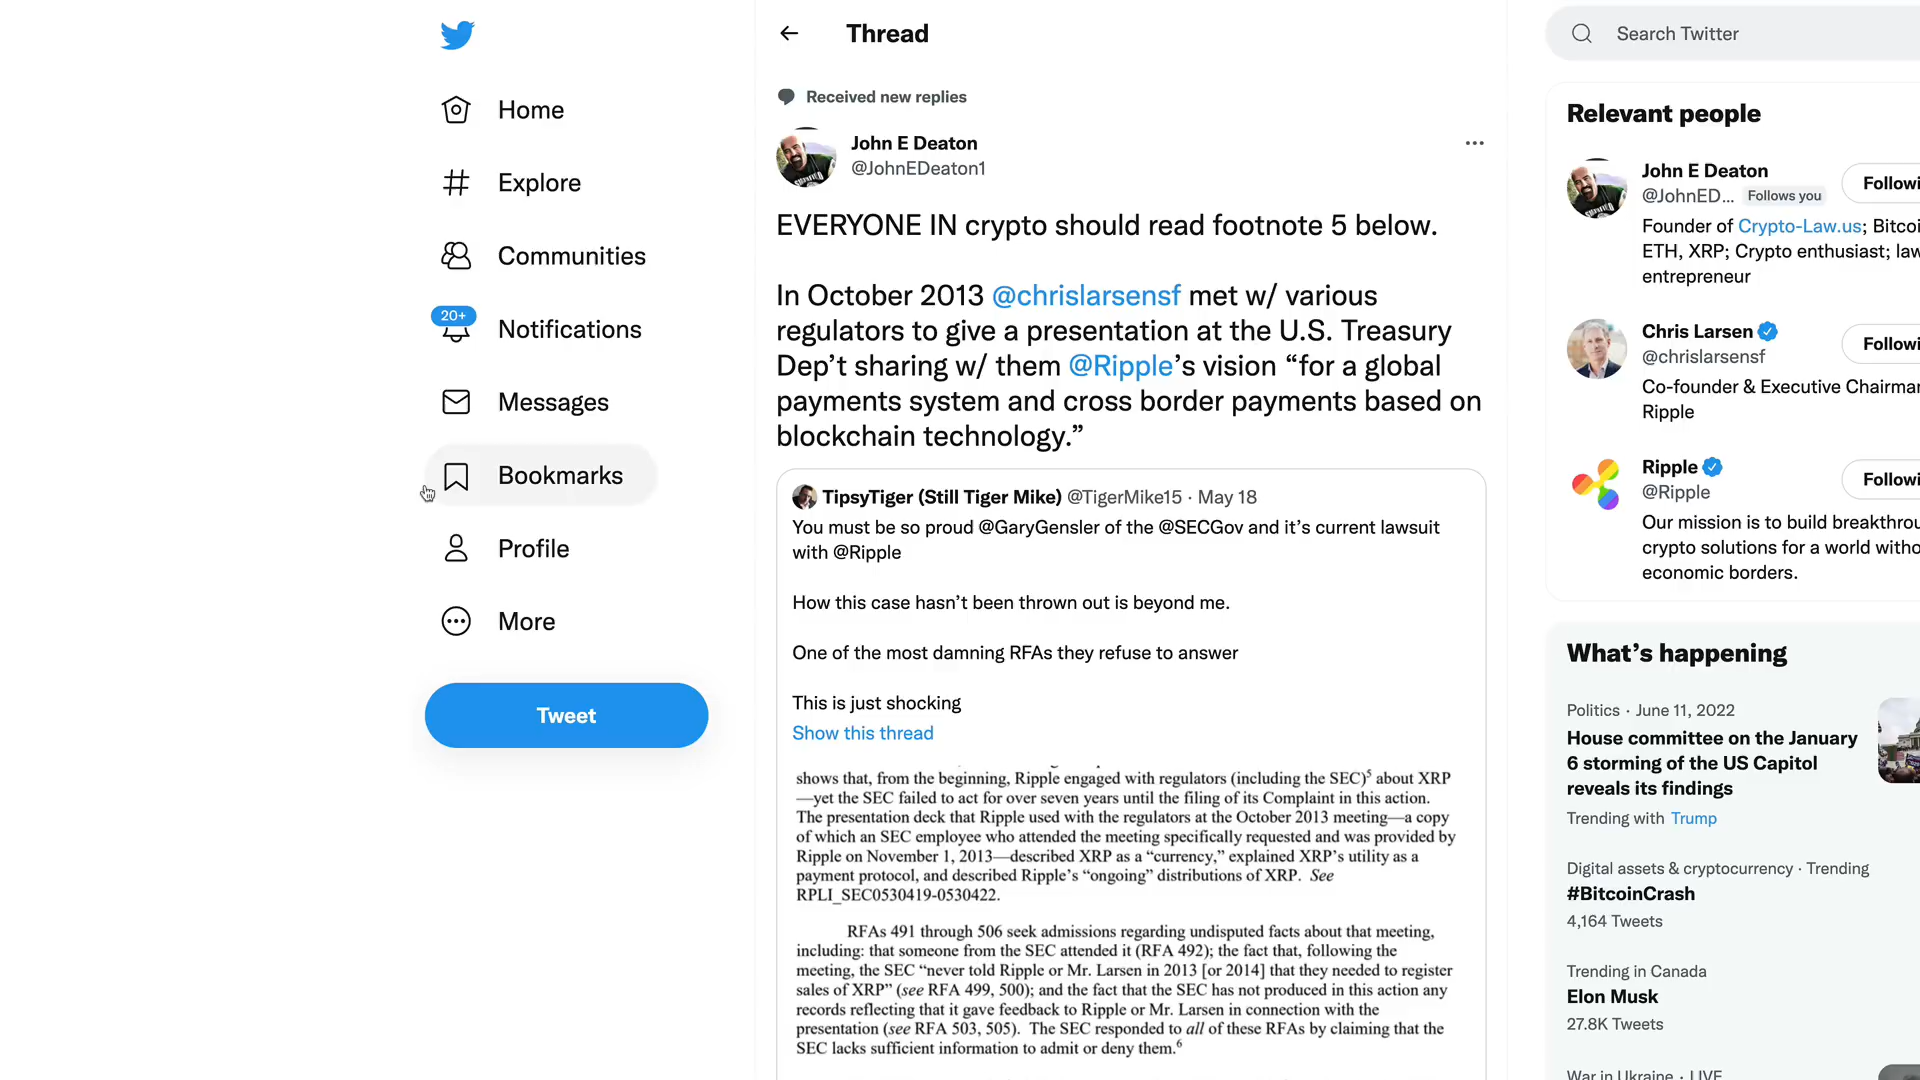 Home
Explore
Communities
20+
Notifications
Messages
Bookmarks
Profile
More
Tweet
Thread
Received new replies
John E Deaton
@JohnEDeaton1
EVERYONE IN crypto should read footnote 5 below.
In October 2013 @chrislarsensf met w/ various
regulators to give a presentation at the U.S. Treasury
Dep’t sharing w/ them @Ripple’s vision “for a global
payments system and cross border payments based on
blockchain technology.”
TipsyTiger (Still Tiger Mike) @TigerMike15 · May 18
You must be so proud @GaryGensler of the @SECGov and it’s current lawsuit
with @Ripple
How this case hasn’t been thrown out is beyond me.
One of the most damning RFAs they refuse to answer
This is just shocking
Show this thread
shows that, from the beginning, Ripple engaged with regulators (including the SEC)5 about XRP
—yet the SEC failed to act for over seven years until the filing of its Complaint in this action.
The presentation deck that Ripple used with the regulators at the October 2013 meeting—a copy
of which an SEC employee who attended the meeting specifically requested and was provided by
Ripple on November 1, 2013—described XRP as a “currency,” explained XRP’s utility as a
payment protocol, and described Ripple’s “ongoing” distributions of XRP. See
RPLI_SEC0530419-0530422.
RFAs 491 through 506 seek admissions regarding undisputed facts about that meeting,
including: that someone from the SEC attended it (RFA 492); the fact that, following the
meeting, the SEC “never told Ripple or Mr. Larsen in 2013 [or 2014] that they needed to register
sales of XRP” (see RFA 499, 500); and the fact that the SEC has not produced in this action any
records reflecting that it gave feedback to Ripple or Mr. Larsen in connection with the
presentation (see RFA 503, 505). The SEC responded to all of these RFAs by claiming that the
SEC lacks sufficient information to admit or deny them.6
Search Twitter
Relevant people
John E Deaton
@JohnED... Follows you
Followi
Founder of Crypto-Law.us; Bitcoi
ETH, XRP; Crypto enthusiast; law
entrepreneur
Chris Larsen
@chrislarsensf
Followi
Co-founder & Executive Chairma
Ripple
Ripple
@Ripple
Followi
Our mission is to build breakthrou
crypto solutions for a world witho
economic borders.
What’s happening
Politics · June 11, 2022
House committee on the January
6 storming of the US Capitol
reveals its findings
Trending with Trump
Digital assets & cryptocurrency · Trending
#BitcoinCrash
4,164 Tweets
Trending in Canada
Elon Musk
27.8K Tweets
War in Ukraine · LIVE